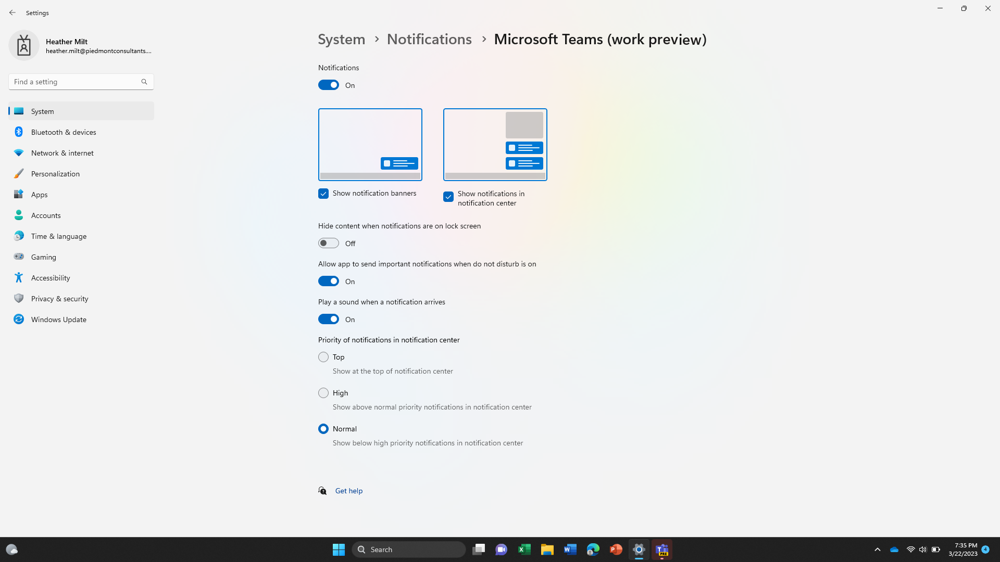 Settings
Heather Milt
heather.milt@piedmontconsultants....
Find a setting
System
Bluetooth & devices
Network & internet
Personalization
Apps
Accounts
Time & language
Gaming
Accessibility
Privacy & security
Windows Update
System > Notifications > Microsoft Teams (work preview)
Notifications
On
Show notification banners
Show notifications in
notification center
Hide content when notifications are on lock screen
Off
Allow app to send important notifications when do not disturb is on
On
Play a sound when a notification arrives
On
Priority of notifications in notification center
Top
Show at the top of notification center
High
Show above normal priority notifications in notification center
Normal
Show below high priority notifications in notification center
Get help
Search
X
W
P
T
PRE
7:35 PM
3/22/2023
4